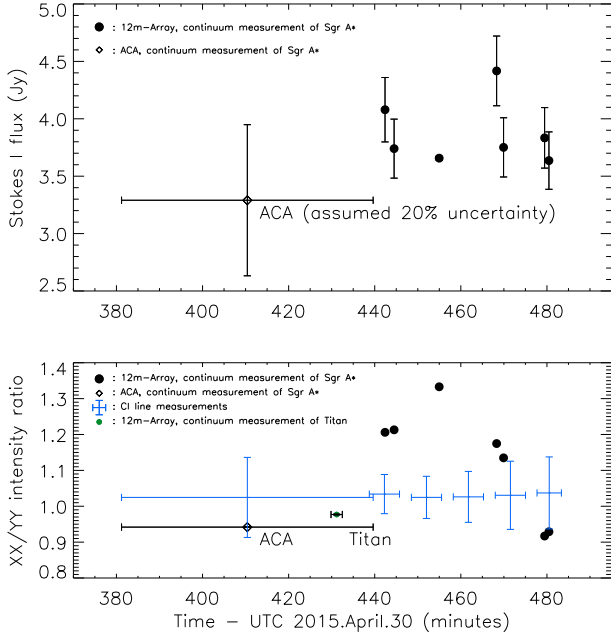 5.0
● : 12m-Array, continuum measurement of Sgr A*
◇ : ACA, continuum measurement of Sgr A*
4.5
4.0
3.5
3.0
2.5
Stokes I flux (Jy)
ACA (assumed 20% uncertainty)
380 400 420 440 460 480
1.4
● : 12m-Array, continuum measurement of Sgr A*
◇ : ACA, continuum measurement of Sgr A*
: CI line measurements
● : 12m-Array, continuum measurement of Titan
1.3
1.2
1.1
1.0
0.9
0.8
XX/YY intensity ratio
ACA Titan
380 400 420 440 460 480
Time – UTC 2015.April.30 (minutes)